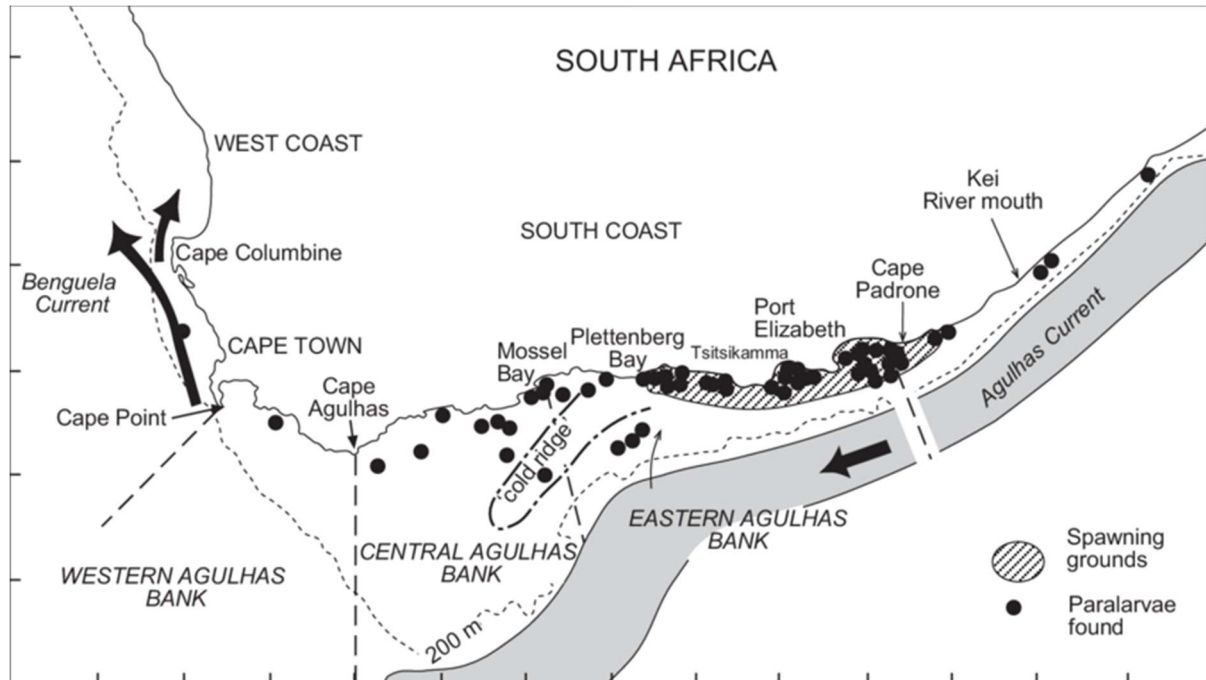 SOUTH AFRICA
WEST COAST
Kei
River mouth
SOUTH COAST
Cape Columbine
Cape
Padrone
Benguela
Current
Port
Elizabeth
Agulhas Current
Plettenberg
Bay
Tsitsikamma
CAPE TOWN
Mossel
Bay
Cape
Agulhas
Cape Point
cold ridge
EASTERN AGULHAS
BANK
CENTRAL AGULHAS
BANK
WESTERN AGULHAS
BANK
200 m
Spawning
grounds
Paralarvae
found